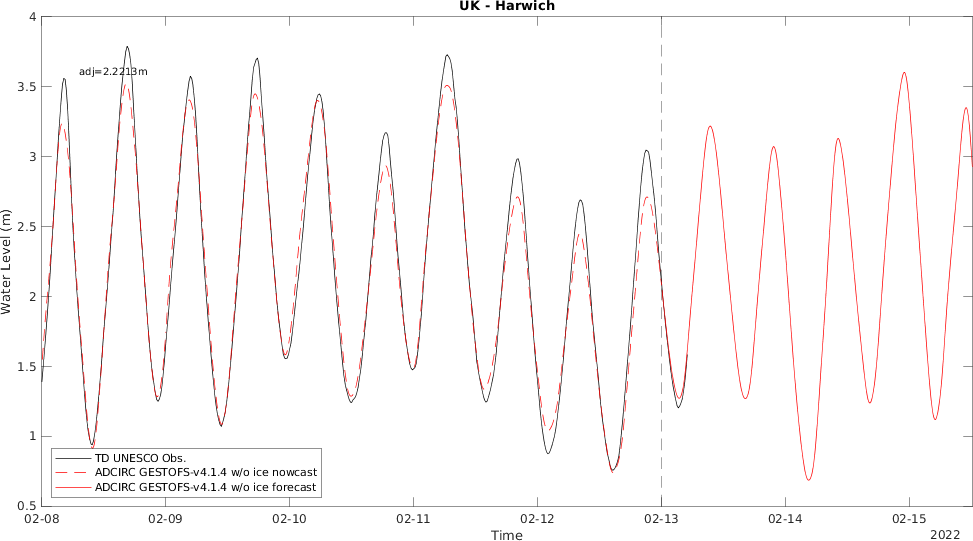 UK - Harwich
4
3.5
3
2.5
2
1.5
1
0.5
Water Level (m)
adj=2.2213m
TD UNESCO Obs.
ADCIRC GESTOFS-v4.1.4 w/o ice nowcast
ADCIRC GESTOFS-v4.1.4 w/o ice forecast
02-08 02-09 02-10 02-11 02-12 02-13 02-14 02-15
Time
2022